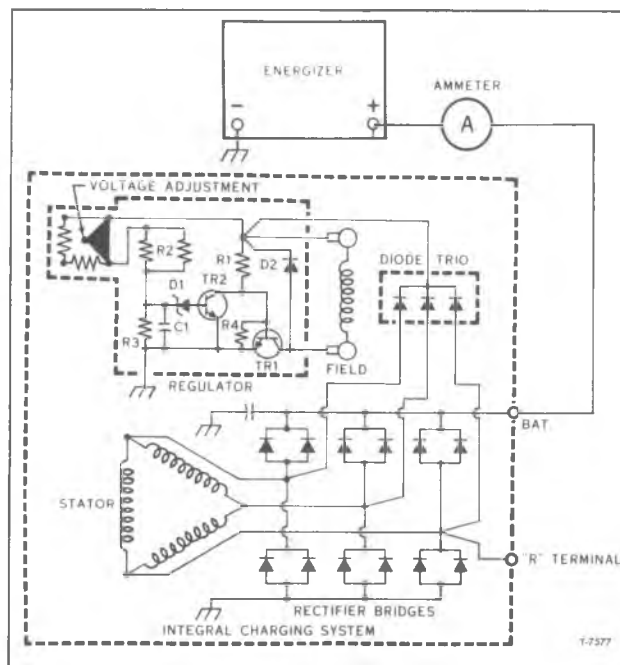 ENERGIZER
- +
AMMETER
A
VOLTAGE ADJUSTMENT
R2
R1
D2
DIODE TRIO
D1
TR2
C1
R3
R4
TR1
FIELD
REGULATOR
BAT.
STATOR
"R" TERMINAL
RECTIFIER BRIDGES
INTEGRAL CHARGING SYSTEM
1-7577